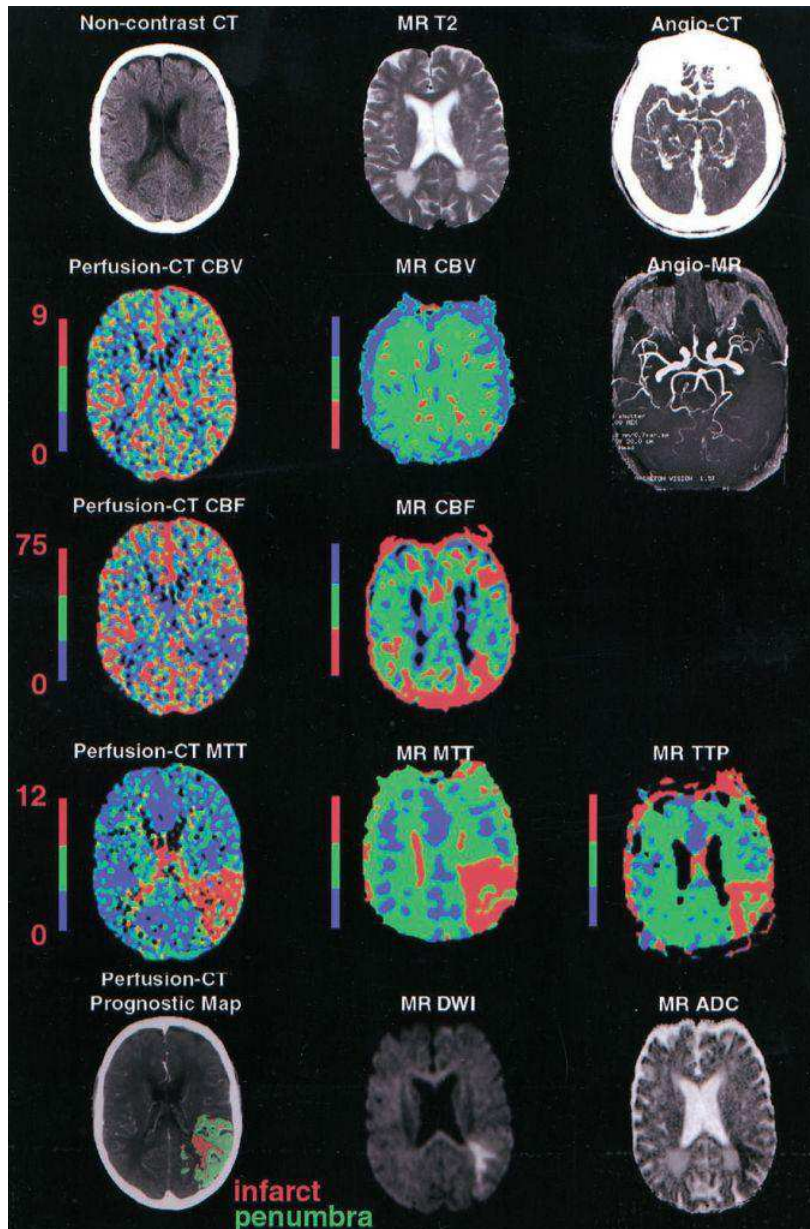 Non-contrast CT
MR T2
Angio-CT
Perfusion-CT CBV
MR CBV
Angio-MR
9
0
Perfusion-CT CBF
MR CBF
75
0
Perfusion-CT MTT
MR MTT
MR TTP
12
0
Perfusion-CT
Prognostic Map
MR DWI
MR ADC
infarct
penumbra